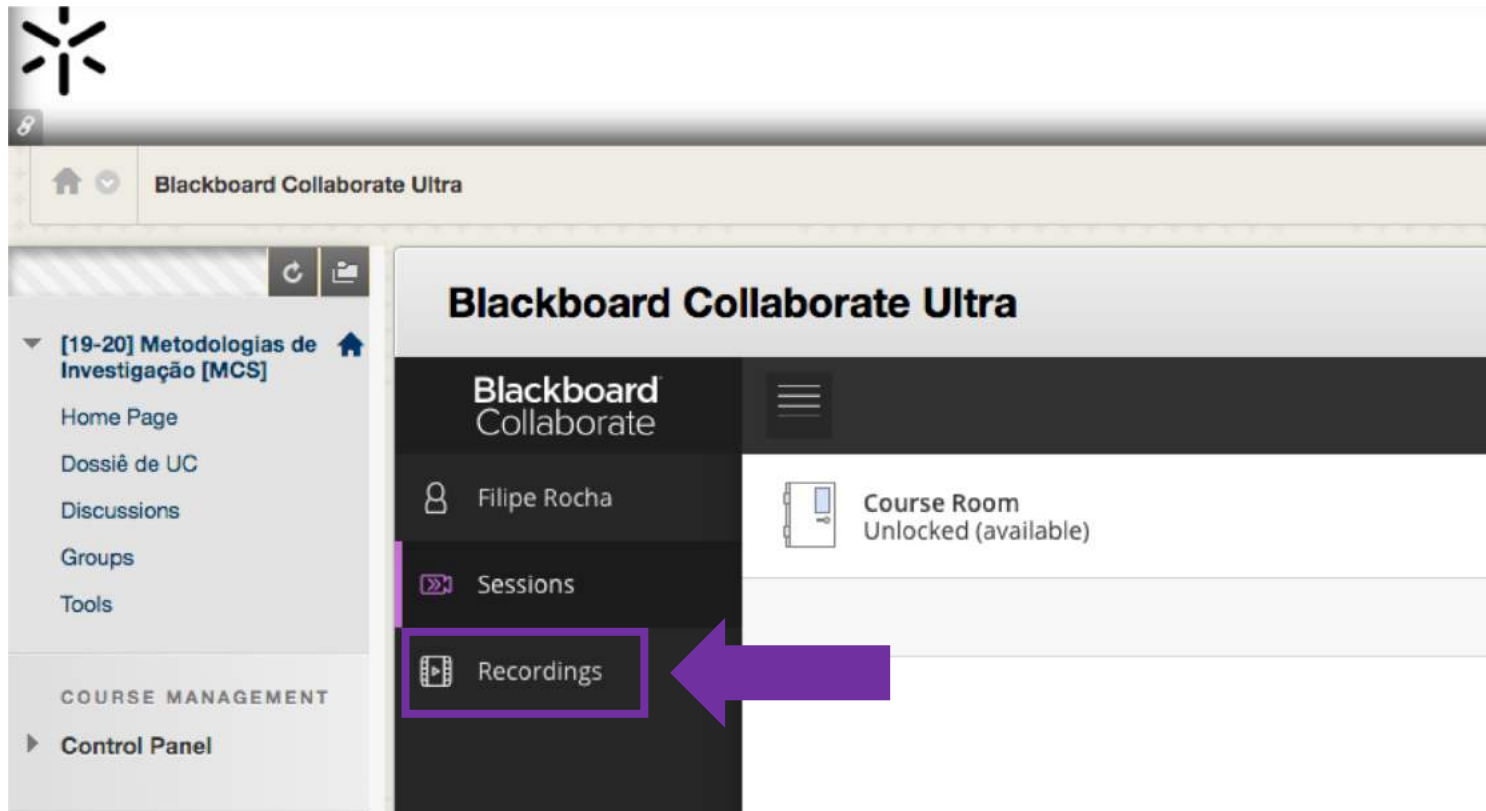 Blackboard Collaborate Ultra
[19-20] Metodologias de
Investigação [MCS]
Home Page
Dossiê de UC
Discussions
Groups
Tools
COURSE MANAGEMENT
Control Panel
Blackboard Collaborate Ultra
Blackboard
Collaborate
Filipe Rocha
Sessions
Recordings
Course Room
Unlocked (available)